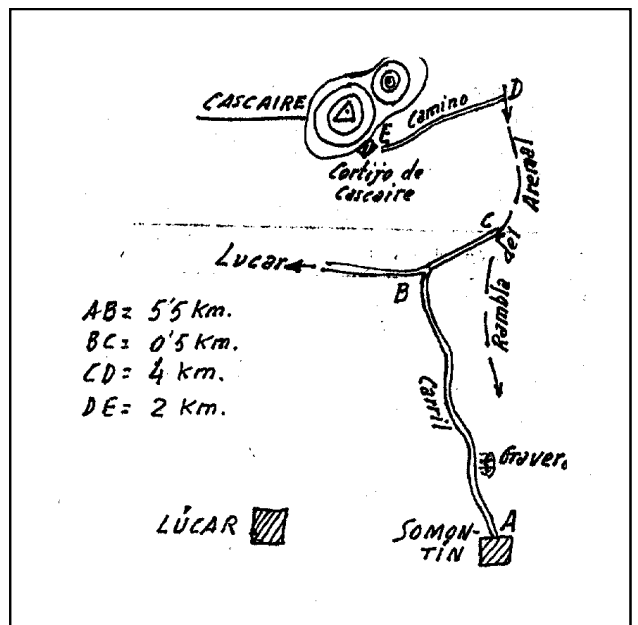 CASCAIRE
Camino
D
E
Cortijo de
Cascaire
Rambla del Arenal
C
Lucar
B
AB= 5'5 Km.
BC= 0'5 Km.
CD= 4 Km.
DE= 2 Km.
Carril
Gravera
A
LÚCAR
SOMON-
TÍN